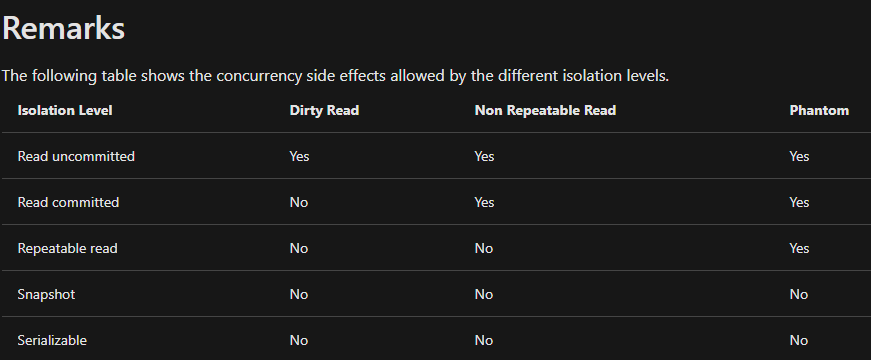 Remarks
The following table shows the concurrency side effects allowed by the different isolation levels.
Isolation Level Dirty Read Non Repeatable Read Phantom
Read uncommitted Yes Yes Yes
Read committed No Yes Yes
Repeatable read No No Yes
Snapshot No No No
Serializable No No No